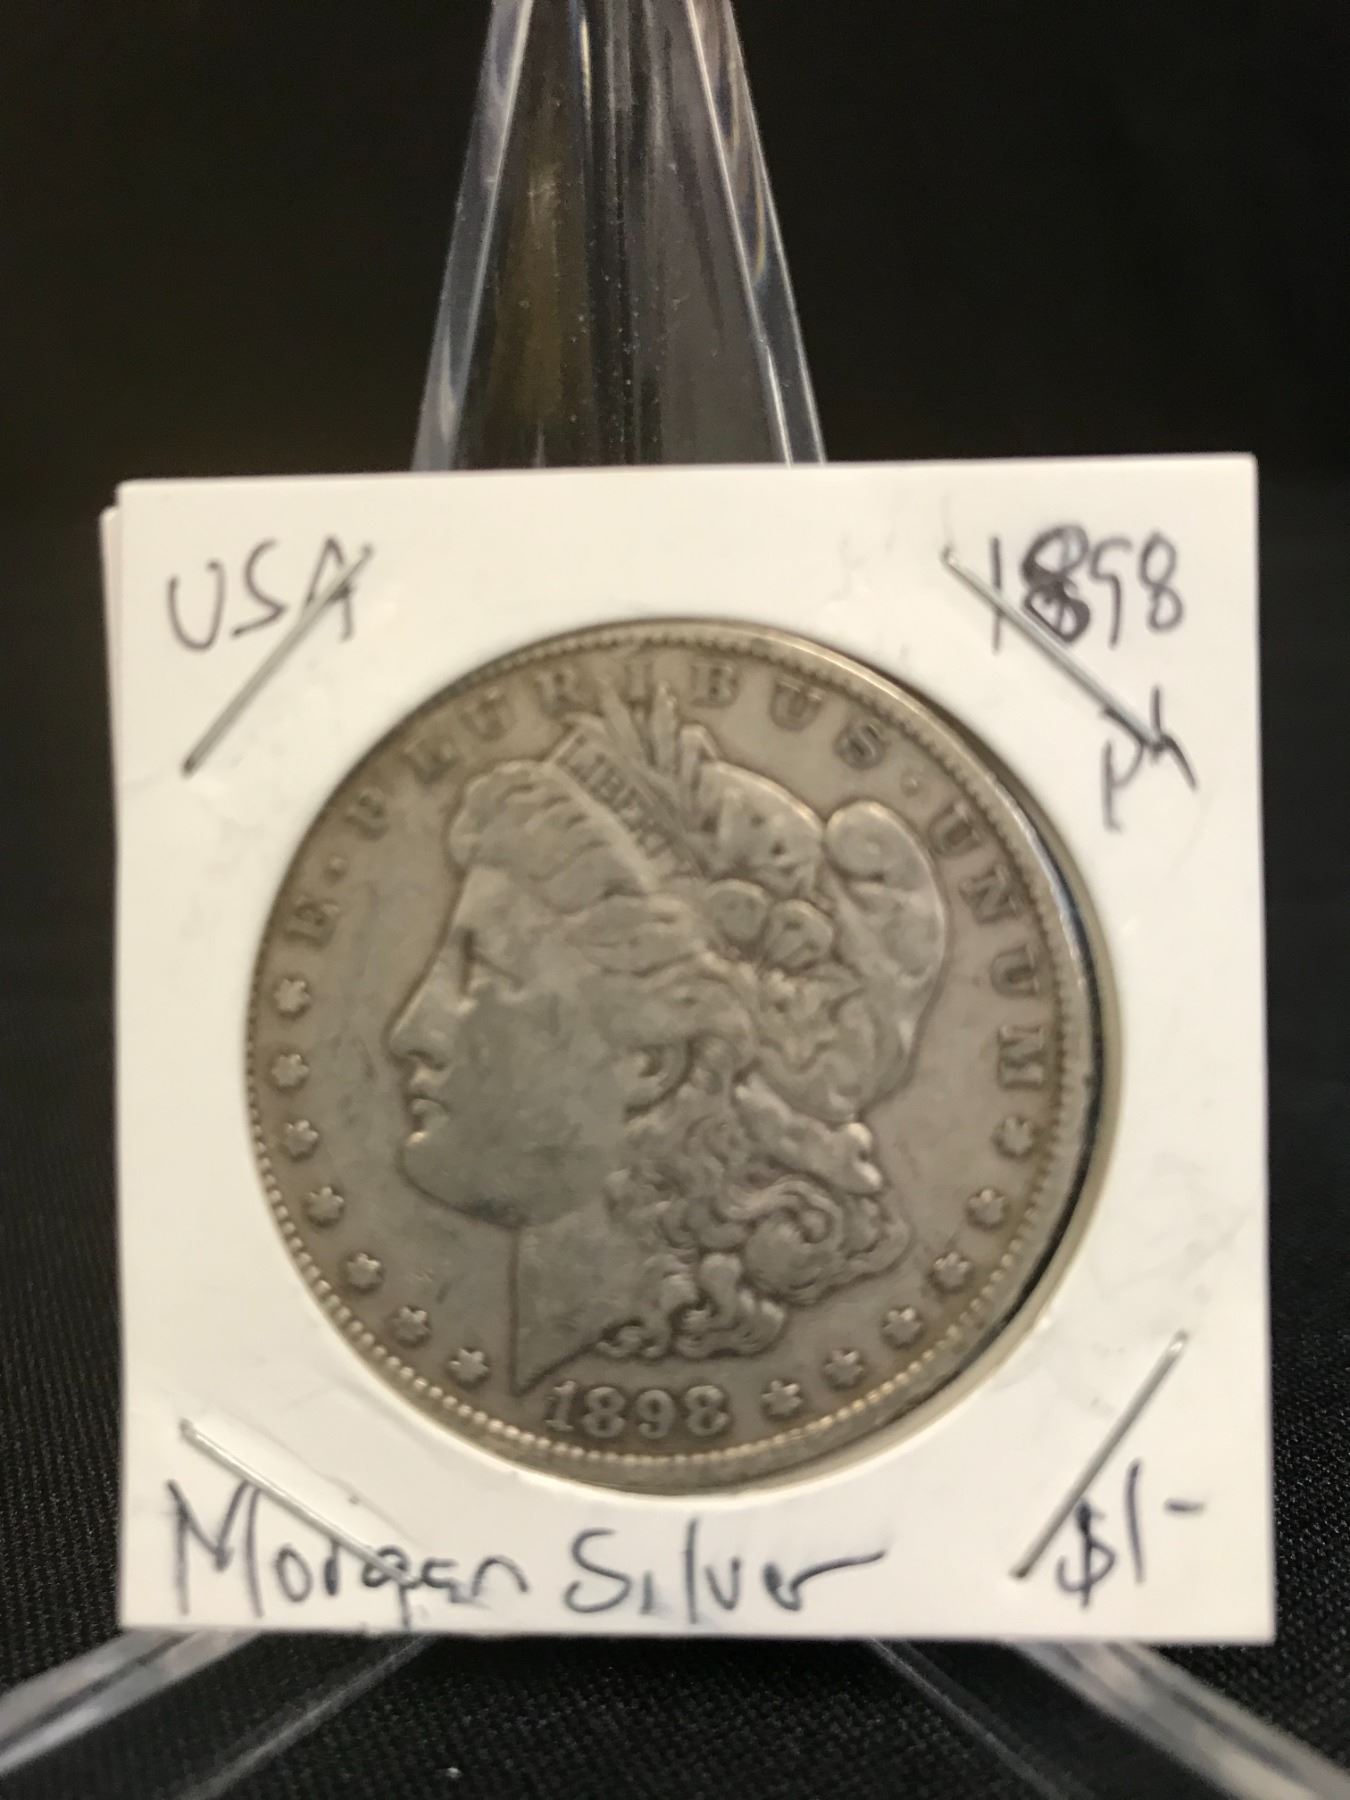 USA 1898
Ph
E · PLURIBUS · UNUM
LIBERTY
1898
Morgan Silver $1-